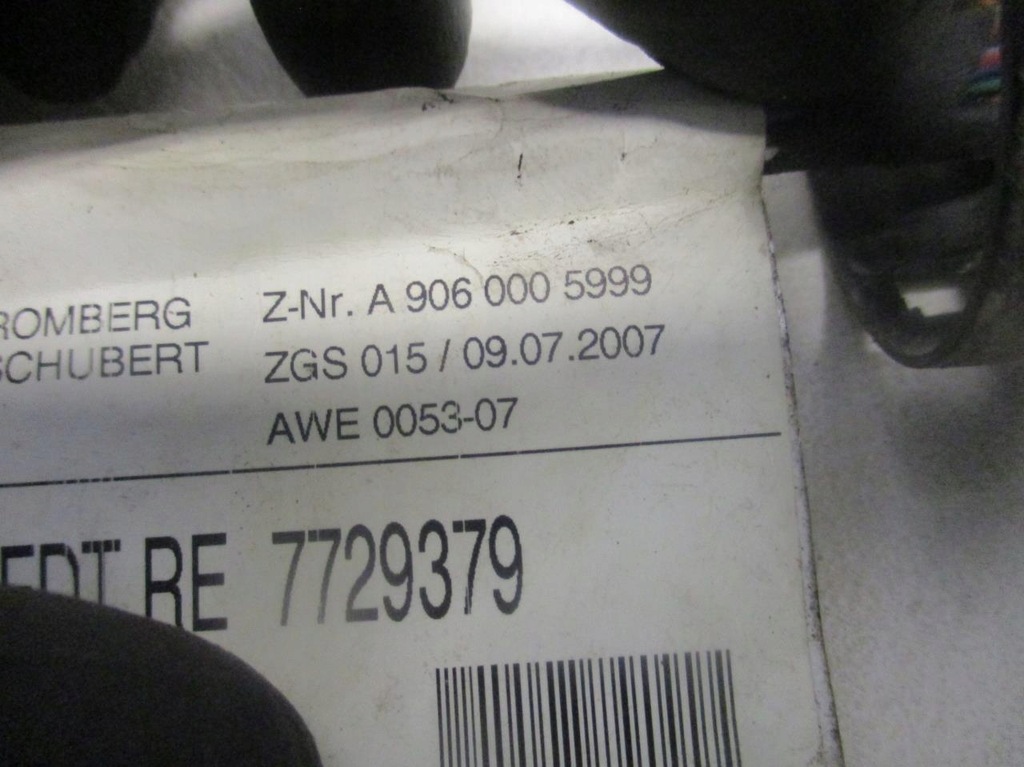 ROMBERG Z-Nr. A 906 000 5999
SCHUBERT ZGS 015 / 09.07.2007
AWE 0053-07
RE 7729379